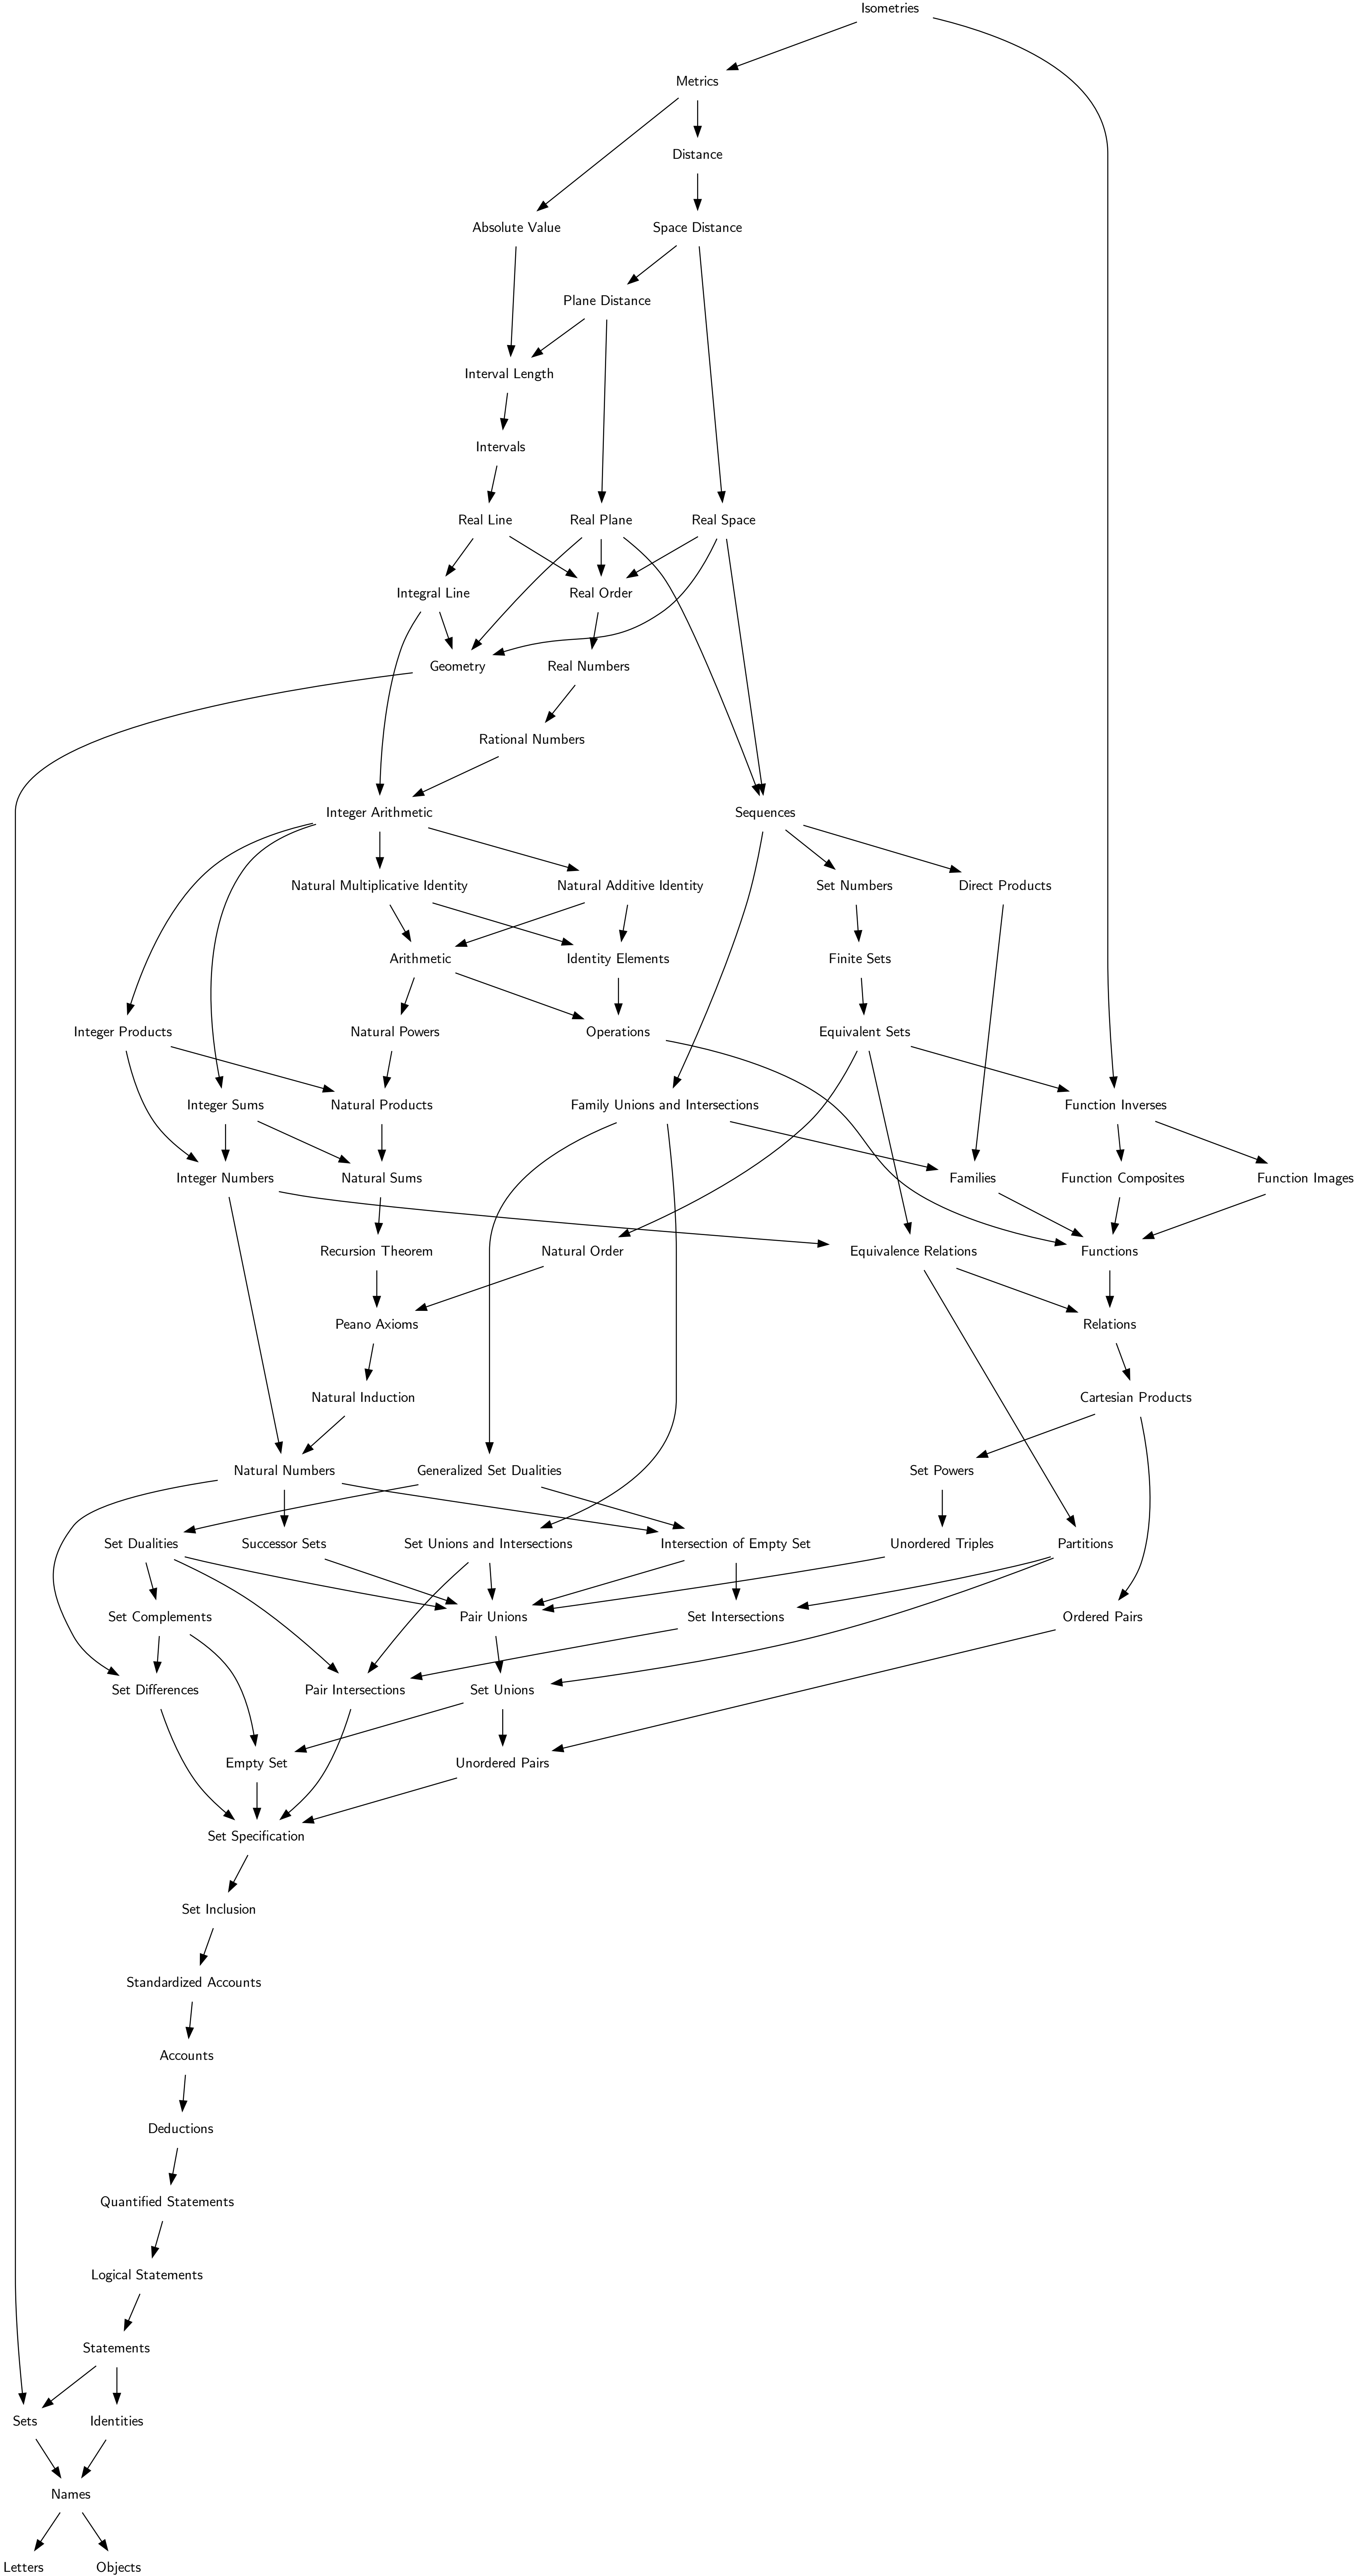 Isometries
Metrics
Distance
Absolute Value
Space Distance
Plane Distance
Interval Length
Intervals
Real Line
Real Plane
Real Space
Integral Line
Real Order
Geometry
Real Numbers
Rational Numbers
Integer Arithmetic
Sequences
Natural Multiplicative Identity
Natural Additive Identity
Set Numbers
Direct Products
Arithmetic
Identity Elements
Finite Sets
Integer Products
Natural Powers
Operations
Equivalent Sets
Integer Sums
Natural Products
Family Unions and Intersections
Function Inverses
Integer Numbers
Natural Sums
Families
Function Composites
Function Images
Recursion Theorem
Natural Order
Equivalence Relations
Functions
Peano Axioms
Relations
Natural Induction
Cartesian Products
Natural Numbers
Generalized Set Dualities
Set Powers
Set Dualities
Successor Sets
Set Unions and Intersections
Intersection of Empty Set
Unordered Triples
Partitions
Set Complements
Pair Unions
Set Intersections
Ordered Pairs
Set Differences
Pair Intersections
Set Unions
Empty Set
Unordered Pairs
Set Specification
Set Inclusion
Standardized Accounts
Accounts
Deductions
Quantified Statements
Logical Statements
Statements
Sets
Identities
Names
Letters
Objects